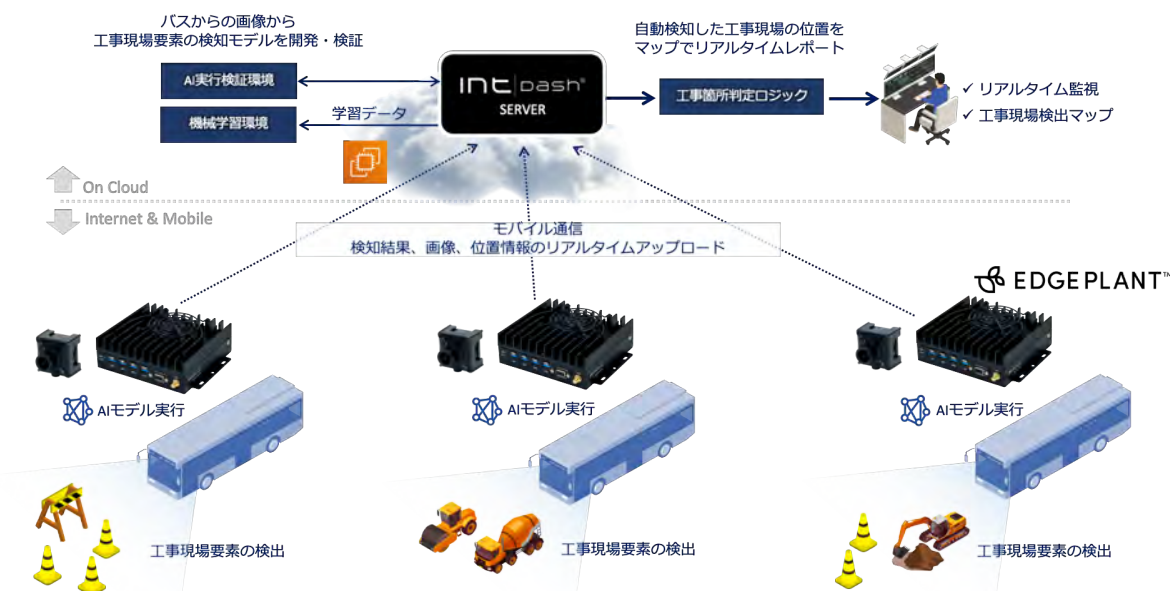 バスからの画像から
工事現場要素の検知モデルを開発・検証
自動検知した工事現場の位置を
マップでリアルタイムレポート
AI実行検証環境
機械学習環境
学習データ
intdash®
SERVER
工事箇所判定ロジック
✓ リアルタイム監視
✓ 工事現場検出マップ
On Cloud
Internet & Mobile
モバイル通信
検知結果、画像、位置情報のリアルタイムアップロード
EDGEPLANT™
AIモデル実行
AIモデル実行
AIモデル実行
工事現場要素の検出
工事現場要素の検出
工事現場要素の検出